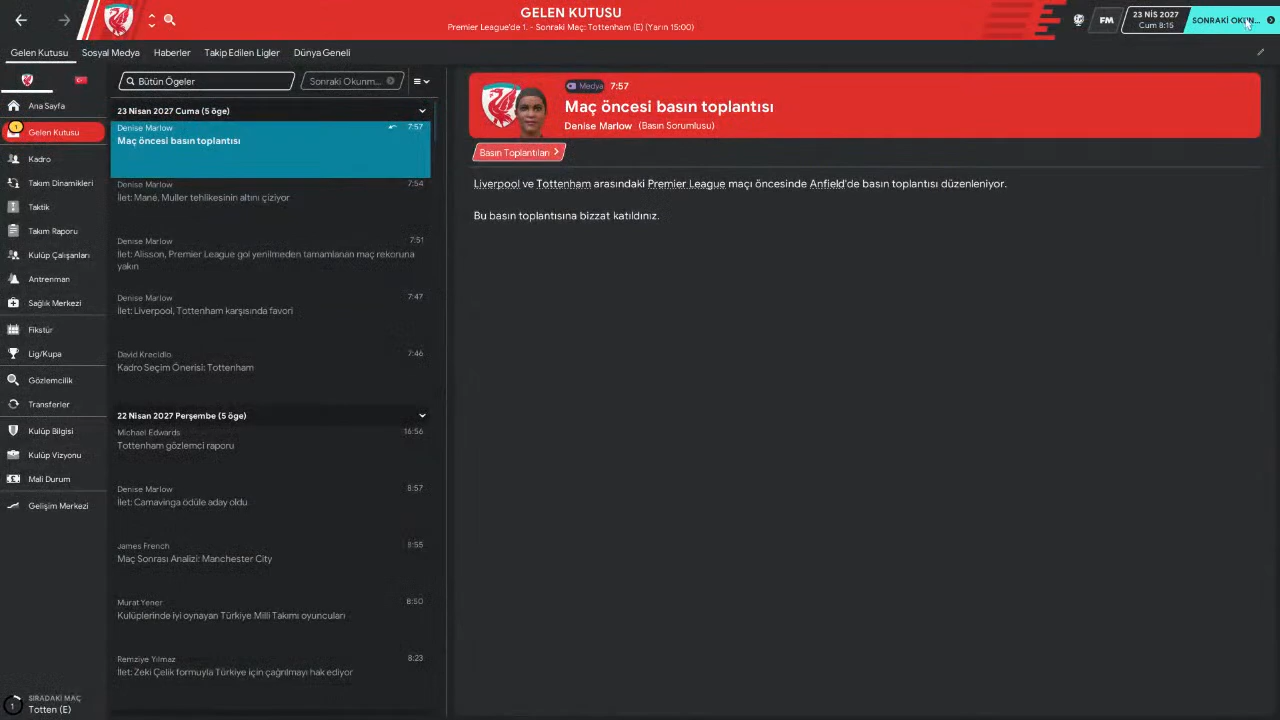 GELEN KUTUSU
Premier League'de 1. - Sonraki Maç: Tottenham (E) (Yarın 15:00)
FM
23 NİS 2027
Cum 8:15
SONRAKİ OKUN...
Gelen Kutusu
Sosyal Medya
Haberler
Takip Edilen Ligler
Dünya Geneli
Ana Sayfa
1
Gelen Kutusu
Kadro
Takım Dinamikleri
Taktik
Takım Raporu
Kulüp Çalışanları
Antrenman
Sağlık Merkezi
Fikstür
Lig/Kupa
Gözlemcilik
Transferler
Kulüp Bilgisi
Kulüp Vizyonu
Mali Durum
Gelişim Merkezi
1
SIRADAKİ MAÇ
Totten (E)
Bütün Ögeler
Sonraki Okunm...
23 Nisan 2027 Cuma (5 öge)
Denise Marlow 7:57
Maç öncesi basın toplantısı
Denise Marlow 7:54
İlet: Mané, Muller tehlikesinin altını çiziyor
Denise Marlow 7:51
İlet: Alisson, Premier League gol yenilmeden tamamlanan maç rekoruna
yakın
Denise Marlow 7:47
İlet: Liverpool, Tottenham karşısında favori
David Krecidlo 7:46
Kadro Seçim Önerisi: Tottenham
22 Nisan 2027 Perşembe (5 öge)
Michael Edwards 16:56
Tottenham gözlemci raporu
Denise Marlow 8:57
İlet: Camavinga ödüle aday oldu
James French 8:55
Maç Sonrası Analizi: Manchester City
Murat Yener 8:50
Kulüplerinde iyi oynayan Türkiye Milli Takımı oyuncuları
Remziye Yılmaz 8:23
İlet: Zeki Çelik formuyla Türkiye için çağrılmayı hak ediyor
Medya 7:57
Maç öncesi basın toplantısı
Denise Marlow (Basın Sorumlusu)
Basın Toplantıları
Liverpool ve Tottenham arasındaki Premier League maçı öncesinde Anfield'de basın toplantısı düzenleniyor.
Bu basın toplantısına bizzat katıldınız.